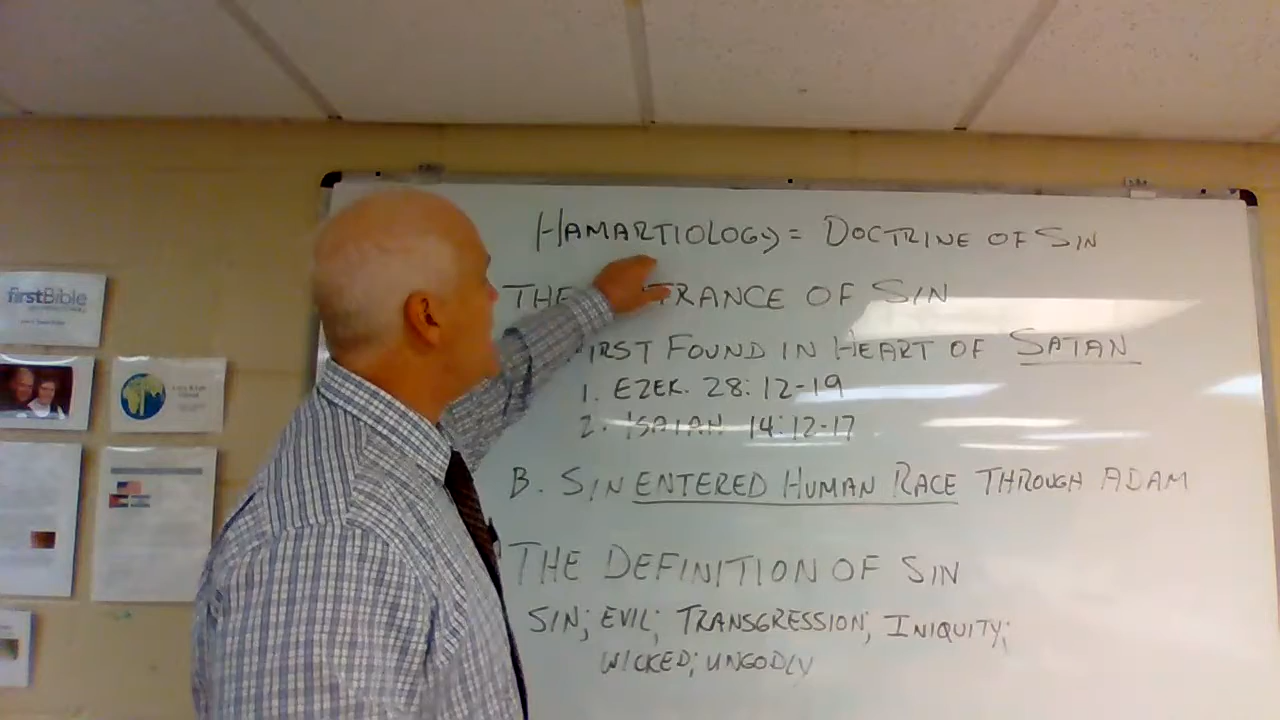 HAMARTIOLOGY = DOCTRINE OF SIN
THE TRANCE OF SIN
IRST FOUND IN HEART OF SATAN
1. EZEK. 28:12-19
2. ISAIAH 14:12-17
B. SIN ENTERED HUMAN RACE THROUGH ADAM
THE DEFINITION OF SIN
SIN; EVIL; TRANSGRESSION; INIQUITY;
WICKED; UNGODLY
firstBible